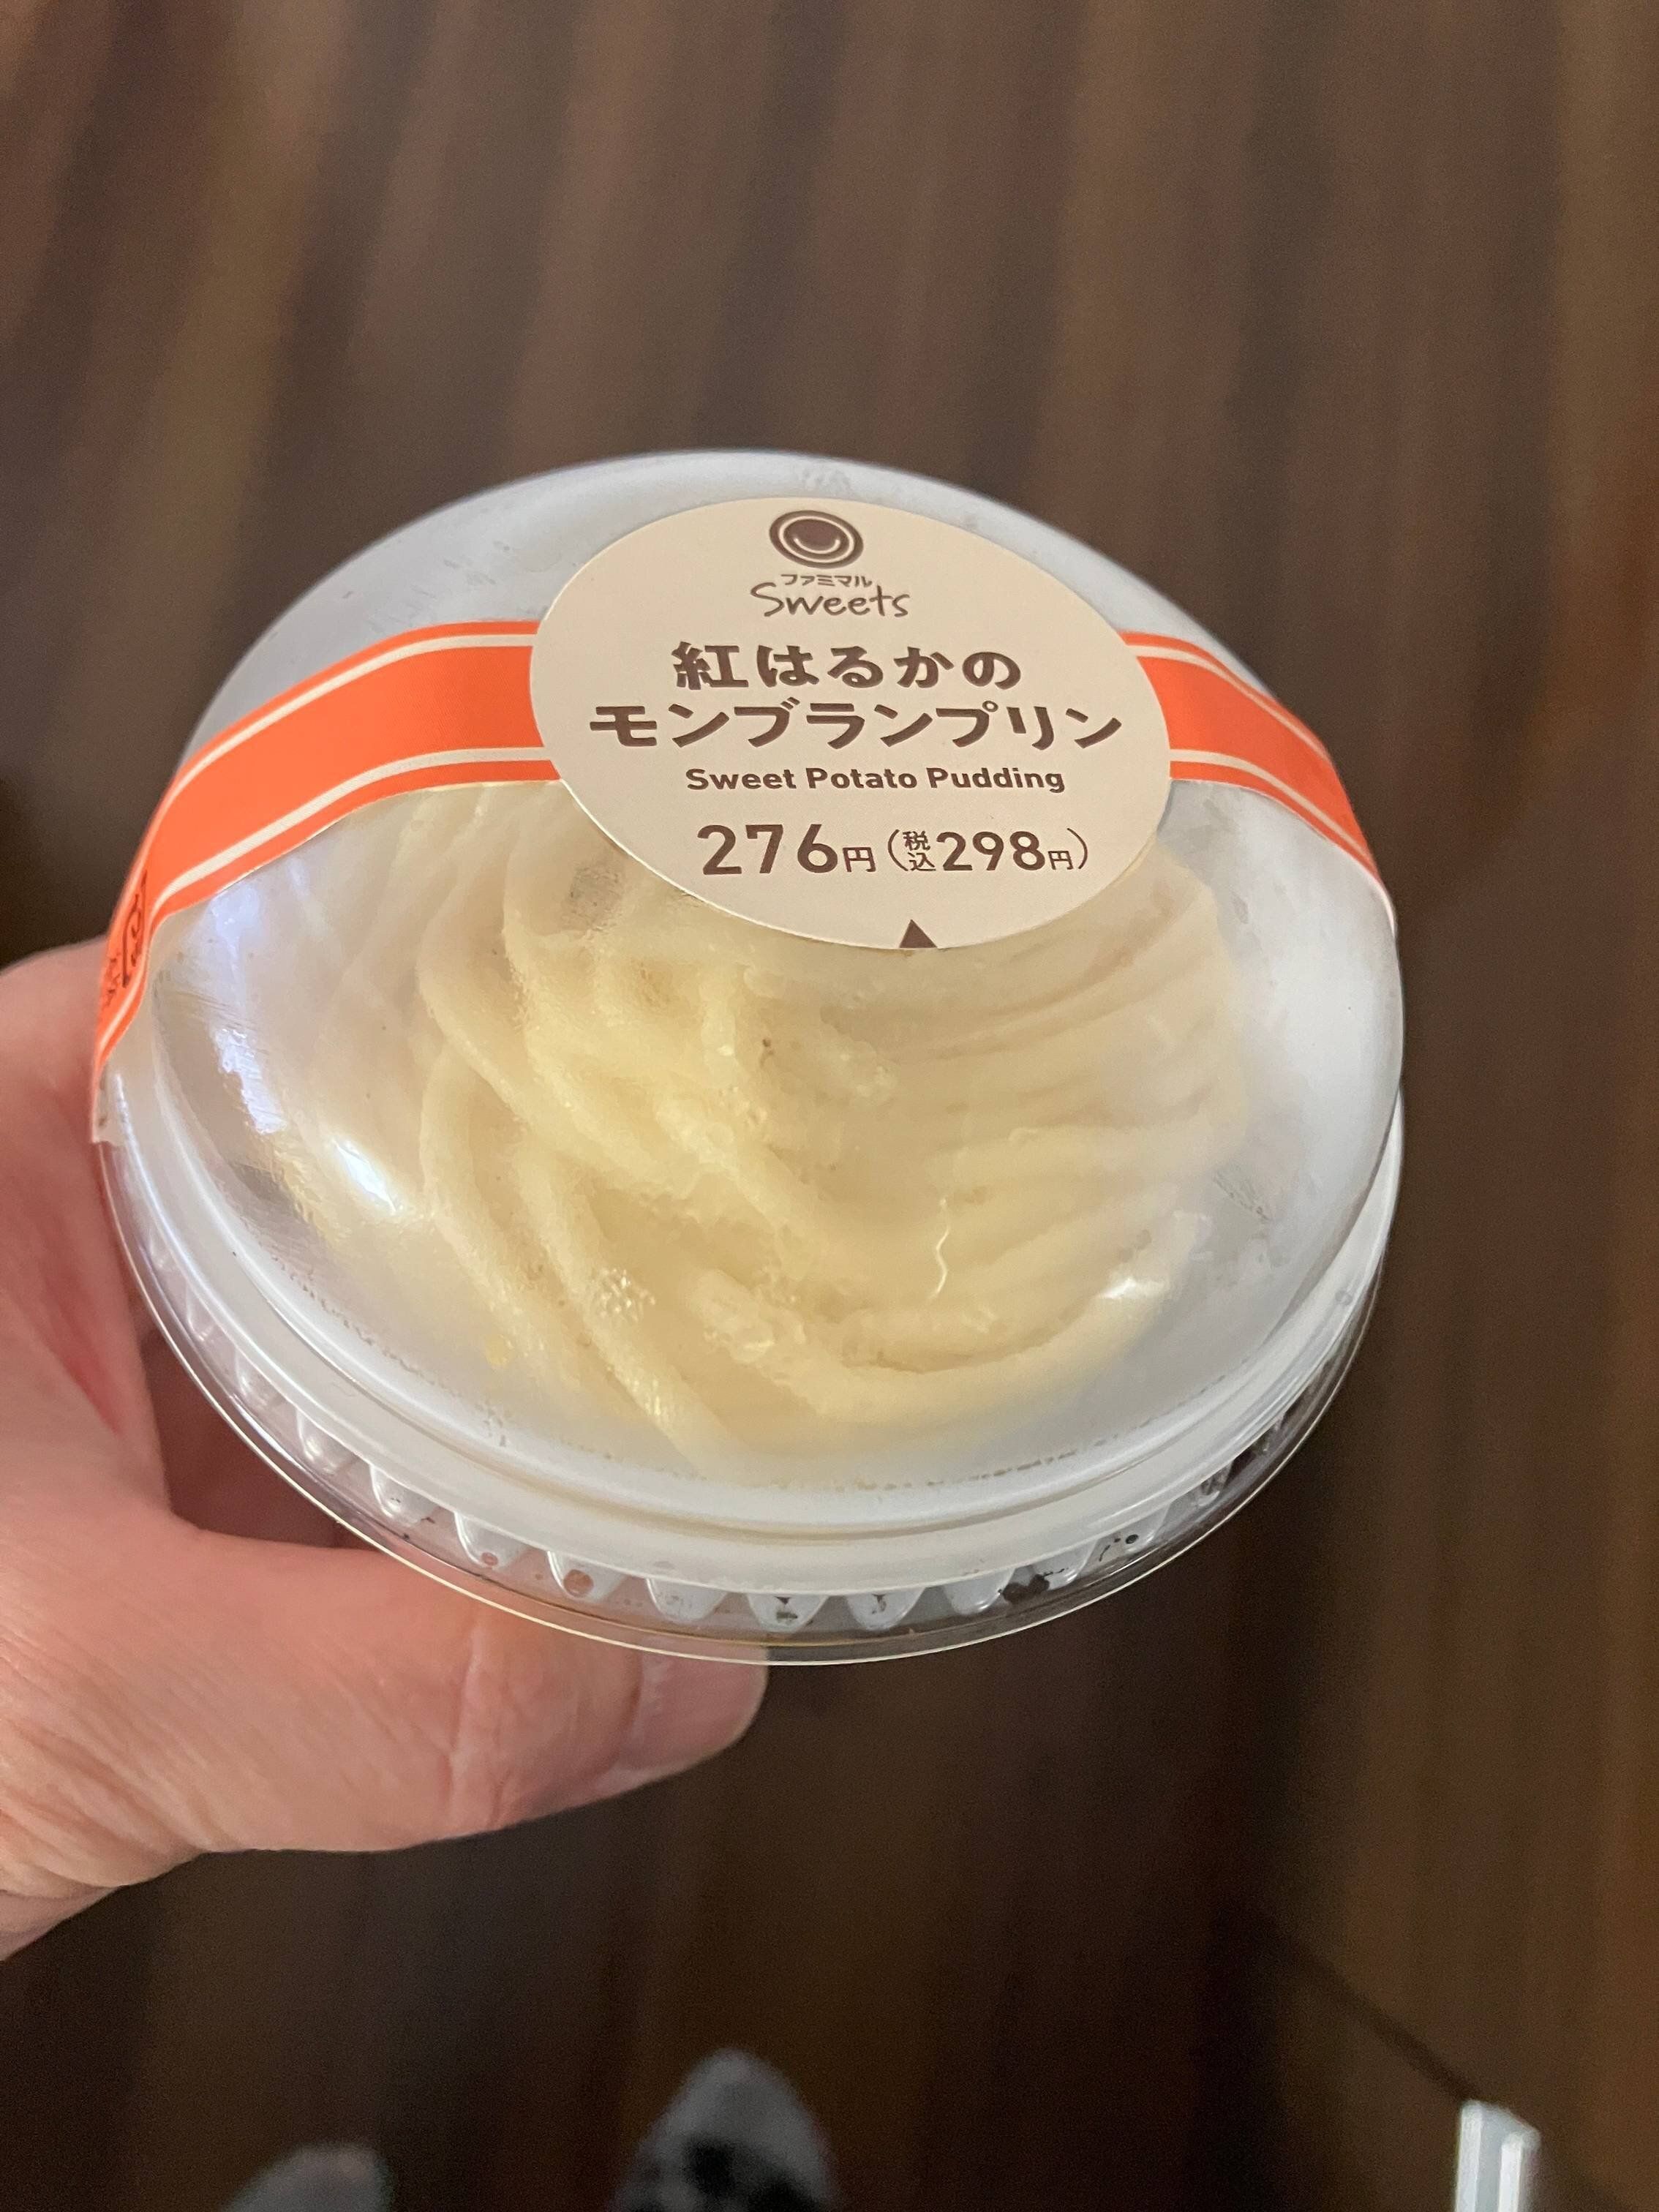 ファミマル
Sweets
紅はるかの
モンブランプリン
Sweet Potato Pudding
276円(税込298円)